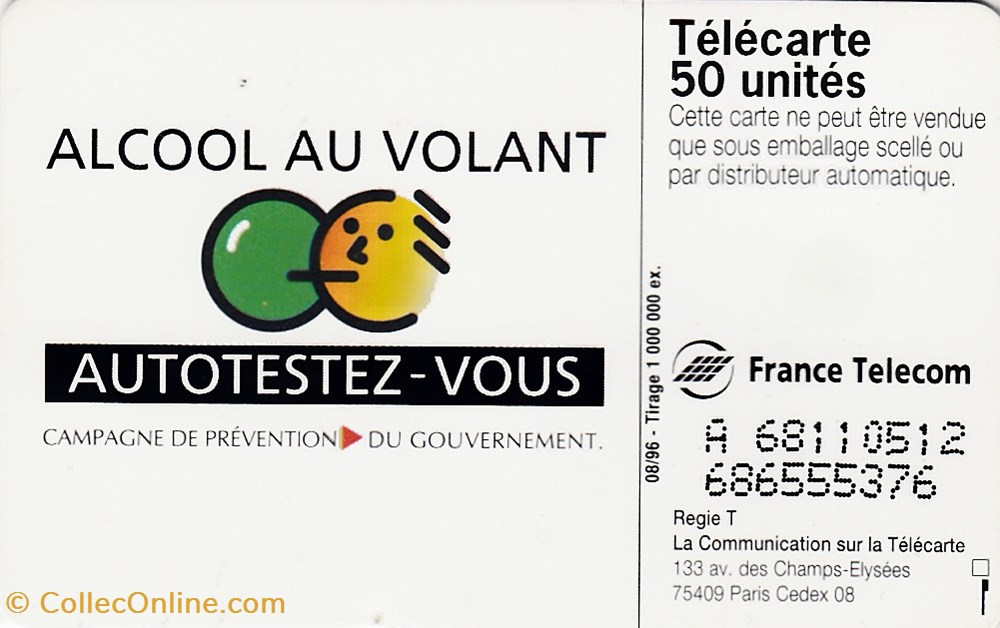 ALCOOL AU VOLANT
AUTOTESTEZ-VOUS
CAMPAGNE DE PRÉVENTION DU GOUVERNEMENT.
Télécarte
50 unités
Cette carte ne peut être vendue
que sous emballage scellé ou
par distributeur automatique.
08/96 - Tirage 1 000 000 ex.
France Telecom
A 68110512
686555376
Regie T
La Communication sur la Télécarte
133 av. des Champs-Elysées
75409 Paris Cedex 08
© CollecOnline.com